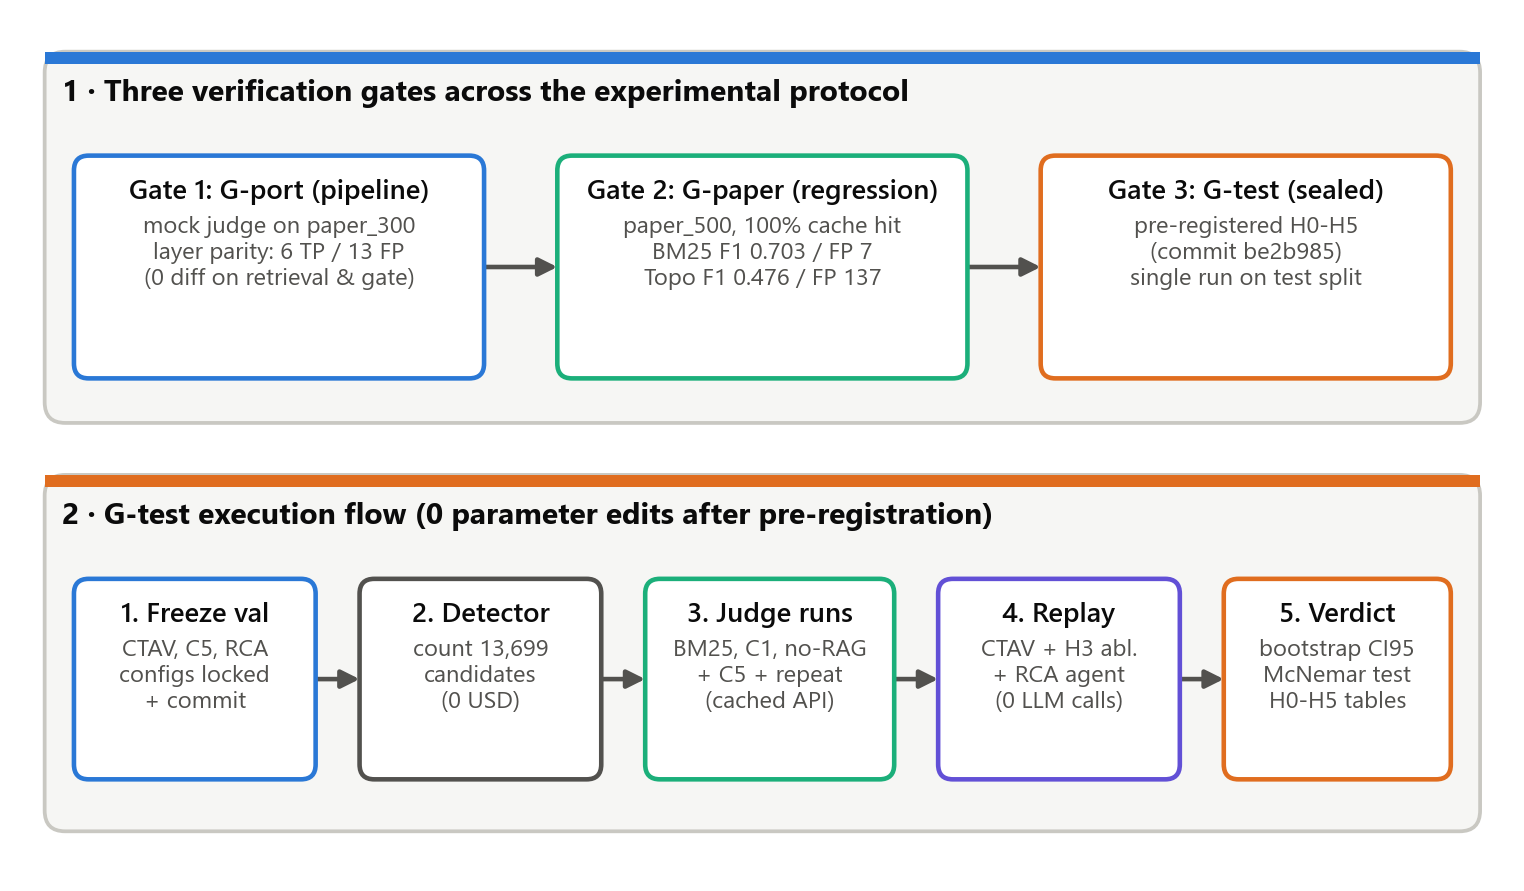 1 · Three verification gates across the experimental protocol
Gate 1: G-port (pipeline)
mock judge on paper_300
layer parity: 6 TP / 13 FP
(0 diff on retrieval & gate)
Gate 2: G-paper (regression)
paper_500, 100% cache hit
BM25 F1 0.703 / FP 7
Topo F1 0.476 / FP 137
Gate 3: G-test (sealed)
pre-registered H0-H5
(commit be2b985)
single run on test split
2 · G-test execution flow (0 parameter edits after pre-registration)
1. Freeze val
CTAV, C5, RCA
configs locked
+ commit
2. Detector
count 13,699
candidates
(0 USD)
3. Judge runs
BM25, C1, no-RAG
+ C5 + repeat
(cached API)
4. Replay
CTAV + H3 abl.
+ RCA agent
(0 LLM calls)
5. Verdict
bootstrap CI95
McNemar test
H0-H5 tables